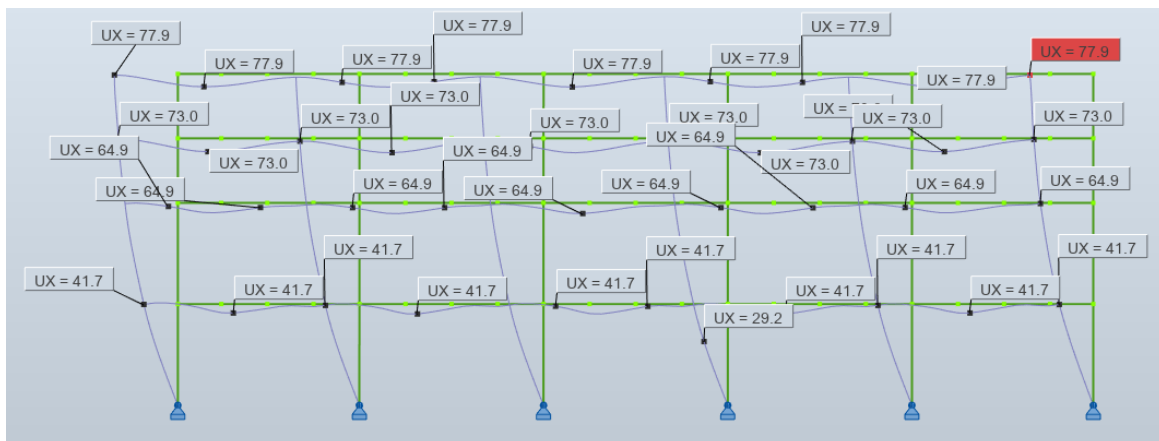 UX = 77.9
UX = 77.9
UX = 77.9
UX = 77.9
UX = 77.9
UX = 77.9
UX = 77.9
UX = 77.9
UX = 77.9
UX = 73.0
UX = 73.0
UX = 73.0
UX = 73.0
UX = 73.0
UX = 73.0
UX = 73.0
UX = 73.0
UX = 73.0
UX = 64.9
UX = 64.9
UX = 64.9
UX = 64.9
UX = 64.9
UX = 64.9
UX = 64.9
UX = 64.9
UX = 64.9
UX = 41.7
UX = 41.7
UX = 41.7
UX = 41.7
UX = 41.7
UX = 41.7
UX = 41.7
UX = 41.7
UX = 41.7
UX = 41.7
UX = 29.2